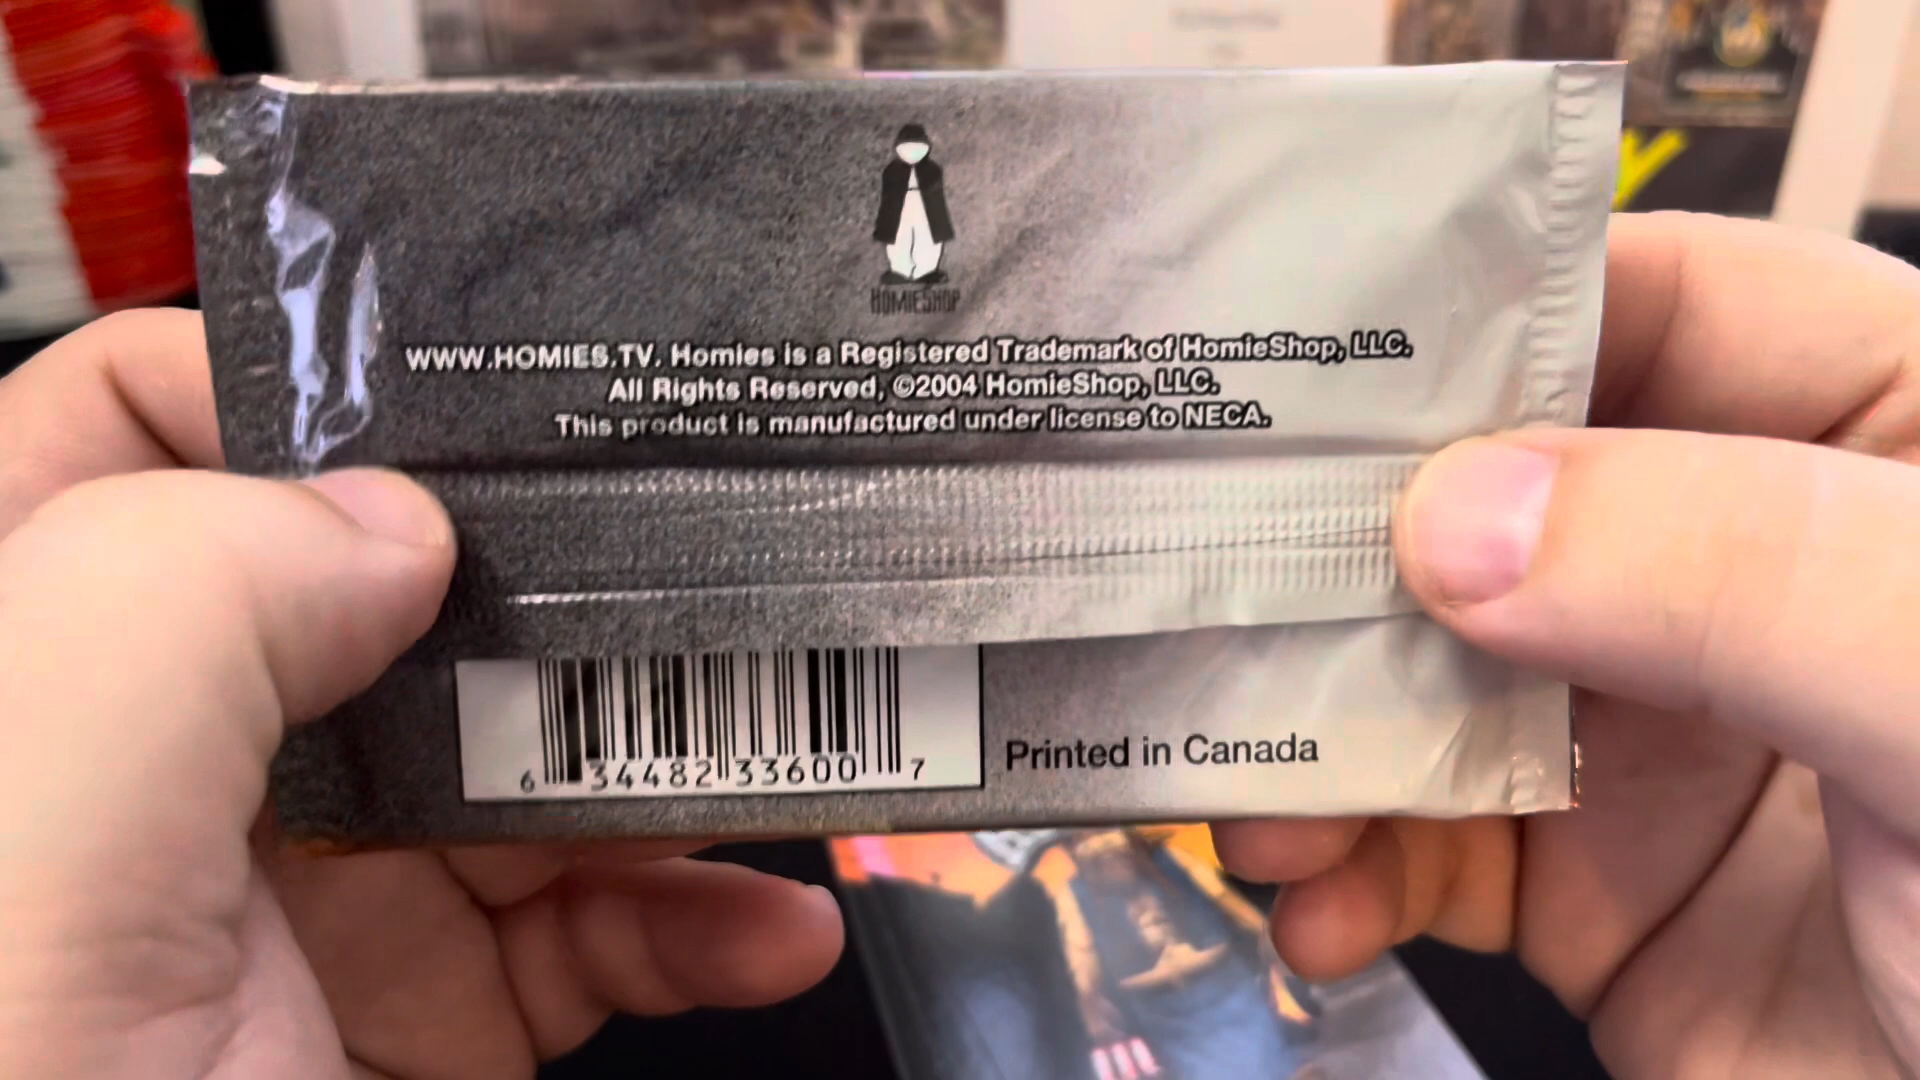 HOMIESHOP
WWW.HOMIES.TV. Homies is a Registered Trademark of HomieShop, LLC.
All Rights Reserved, ©2004 HomieShop, LLC.
This product is manufactured under license to NECA.
6 34482 33600 7
Printed in Canada